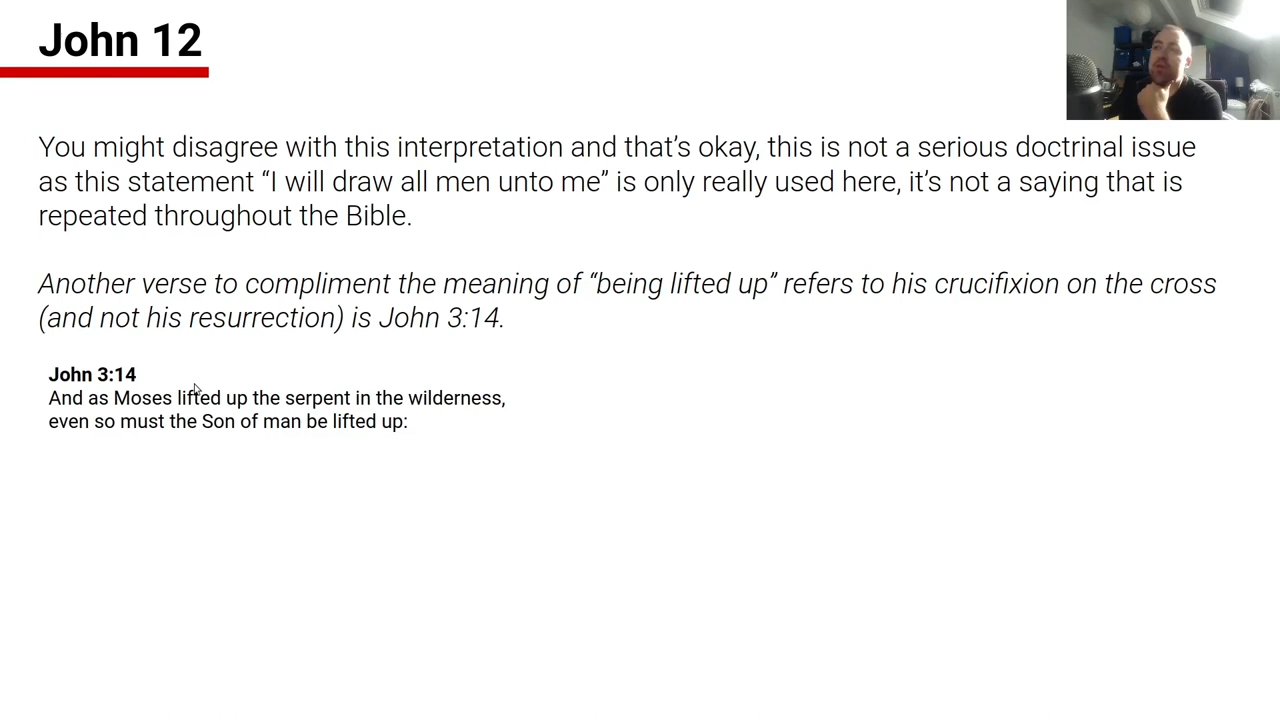 John 12
You might disagree with this interpretation and that’s okay, this is not a serious doctrinal issue
as this statement “I will draw all men unto me” is only really used here, it’s not a saying that is
repeated throughout the Bible.
Another verse to compliment the meaning of “being lifted up” refers to his crucifixion on the cross
(and not his resurrection) is John 3:14.
John 3:14
And as Moses lifted up the serpent in the wilderness,
even so must the Son of man be lifted up: